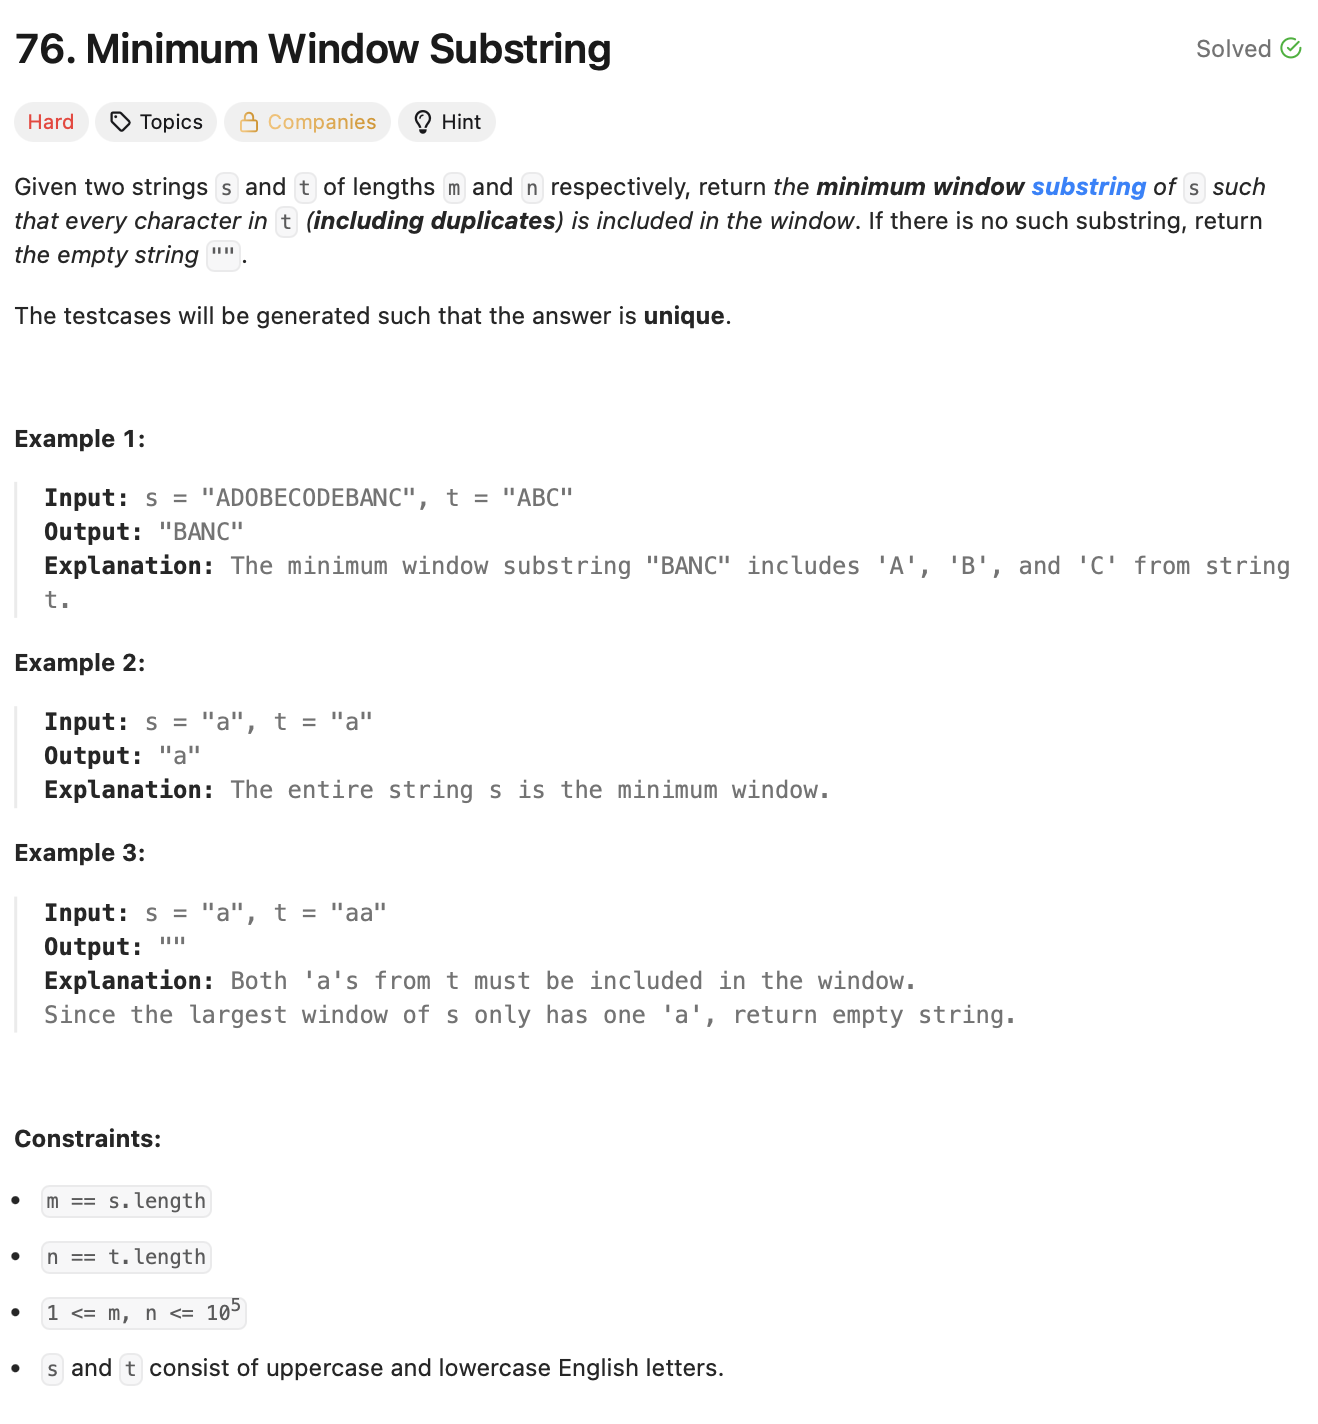 76. Minimum Window Substring
Solved
Hard Topics Companies Hint
Given two strings s and t of lengths m and n respectively, return the minimum window substring of s such
that every character in t (including duplicates) is included in the window. If there is no such substring, return
the empty string "".
The testcases will be generated such that the answer is unique.
Example 1:
Input: s = "ADOBECODEBANC", t = "ABC"
Output: "BANC"
Explanation: The minimum window substring "BANC" includes 'A', 'B', and 'C' from string
t.
Example 2:
Input: s = "a", t = "a"
Output: "a"
Explanation: The entire string s is the minimum window.
Example 3:
Input: s = "a", t = "aa"
Output: ""
Explanation: Both 'a's from t must be included in the window.
Since the largest window of s only has one 'a', return empty string.
Constraints:
• m == s.length
• n == t.length
• 1 <= m, n <= 10⁵
• s and t consist of uppercase and lowercase English letters.